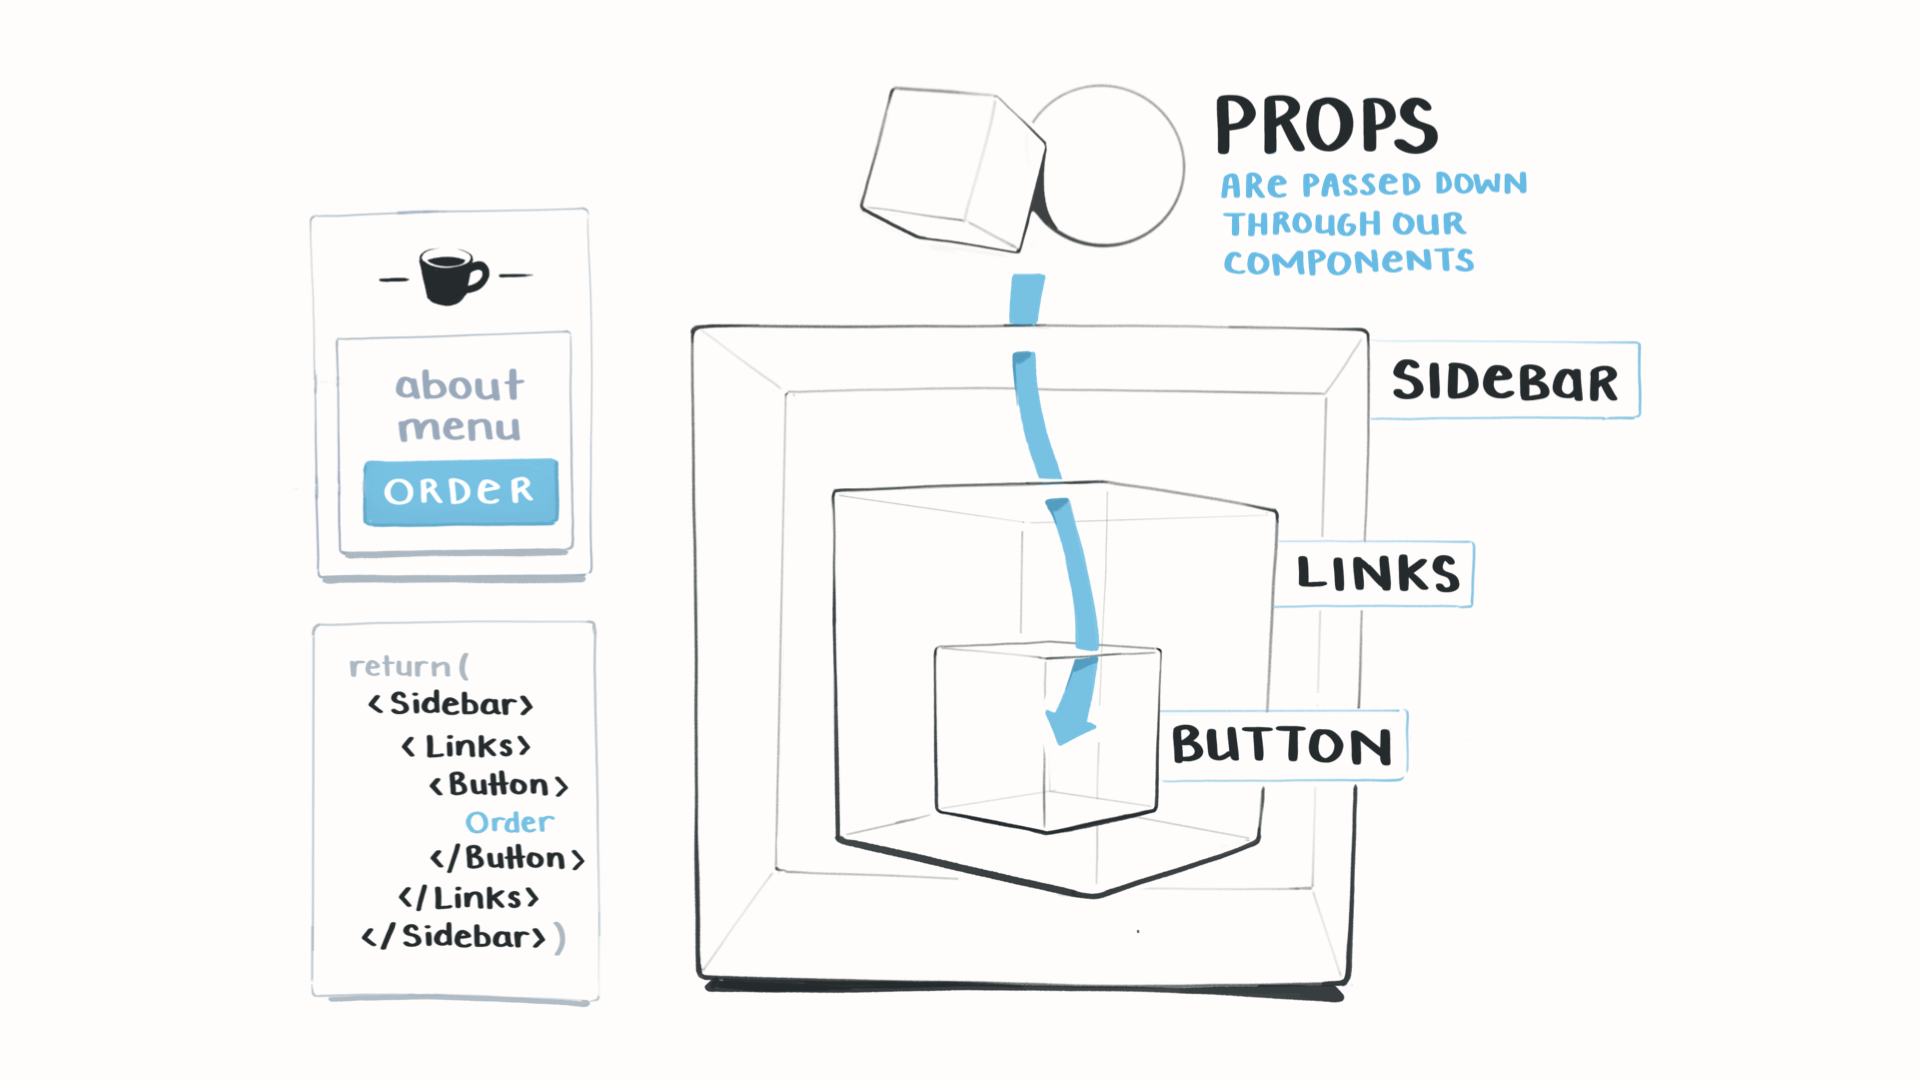 PROPS
ARe PASSeD DOWN
THROUGH OUR
COMPONeNTS
about
menu
ORDeR
SIDeBaR
LINKS
BUTTON
return (
<Sidebar>
<Links>
<Button>
Order
</Button>
</Links>
</Sidebar>)